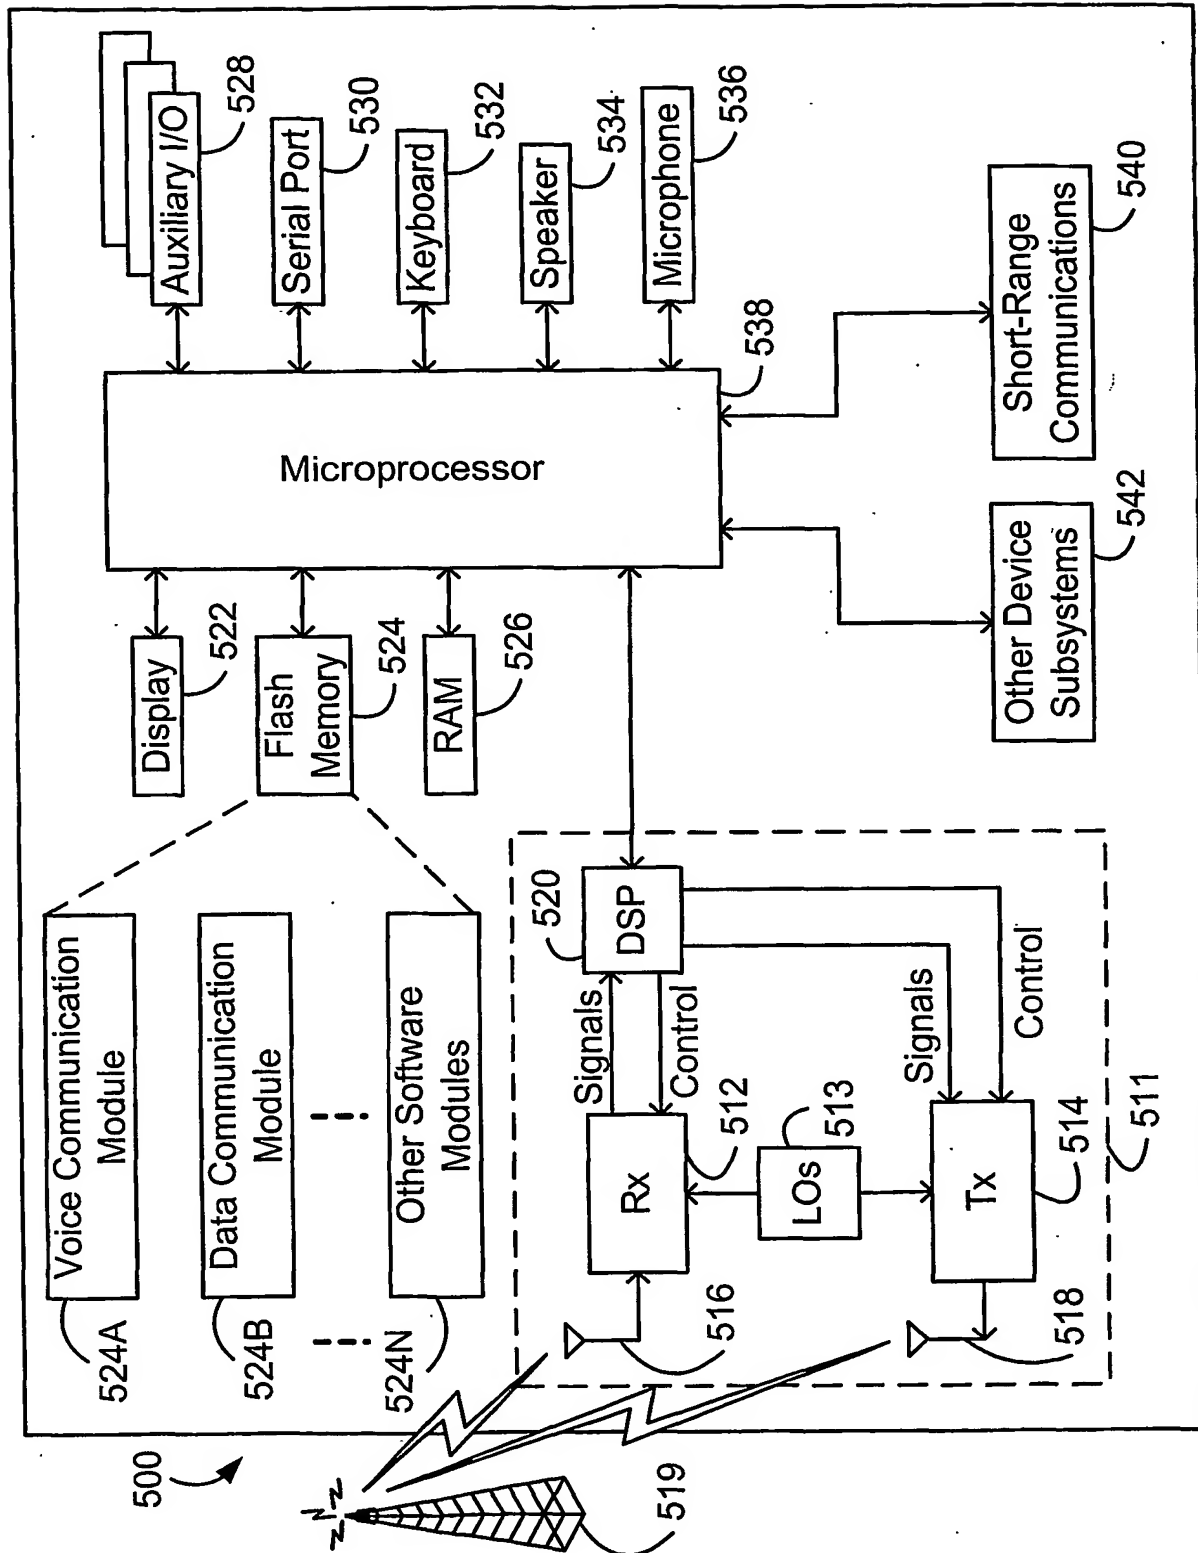 500
519
524A
Voice Communication
Module
524B
Data Communication
Module
524N
Other Software
Modules
Display
522
Flash
Memory
524
RAM
526
Microprocessor
538
Auxiliary I/O
528
Serial Port
530
Keyboard
532
Speaker
534
Microphone
536
Short-Range
Communications
540
Other Device
Subsystems
542
520
DSP
Signals
Control
Rx
512
LOs
513
Signals
Control
Tx
514
516
518
511